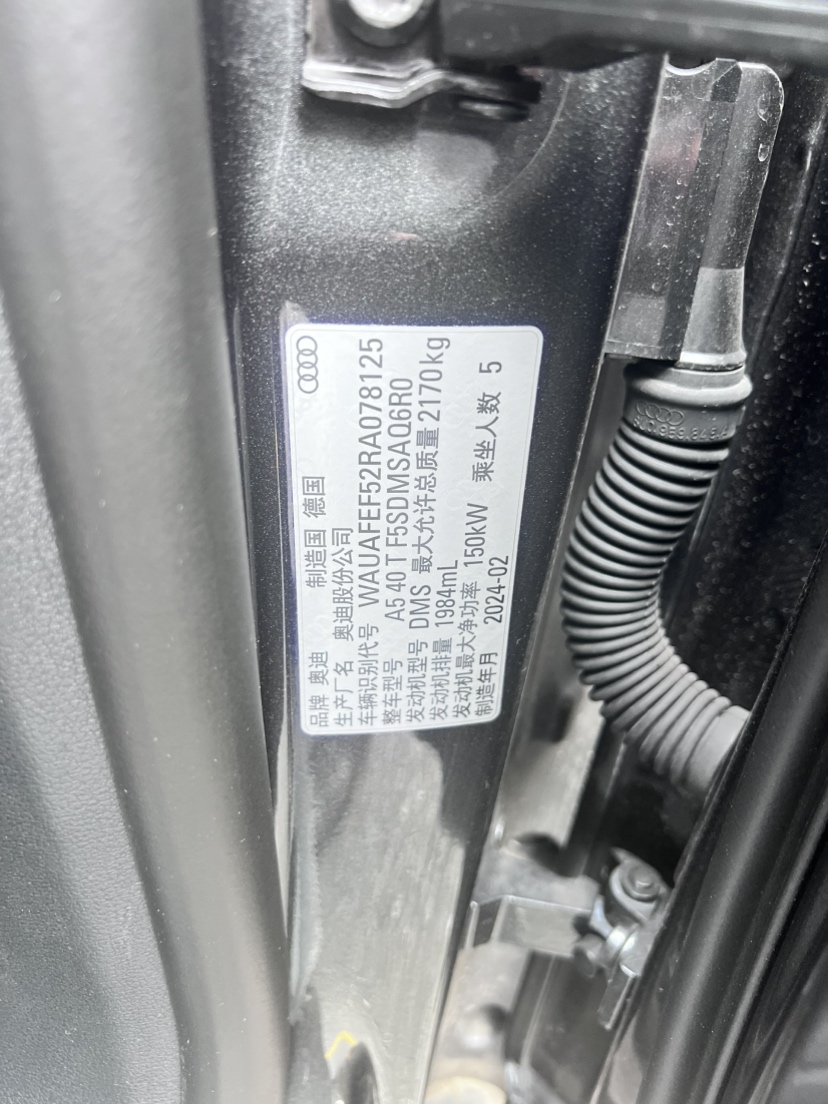 品牌 奥迪 制造国 德国
生产厂名 奥迪股份公司
车辆识别代号 WAUAFEF52RA078125
整车型号 A5 40 T F5SDMSAQ6R0
发动机型号 DMS 最大允许总质量 2170kg
发动机排量 1984mL
发动机最大净功率 150kW 乘坐人数 5
制造年月 2024-02